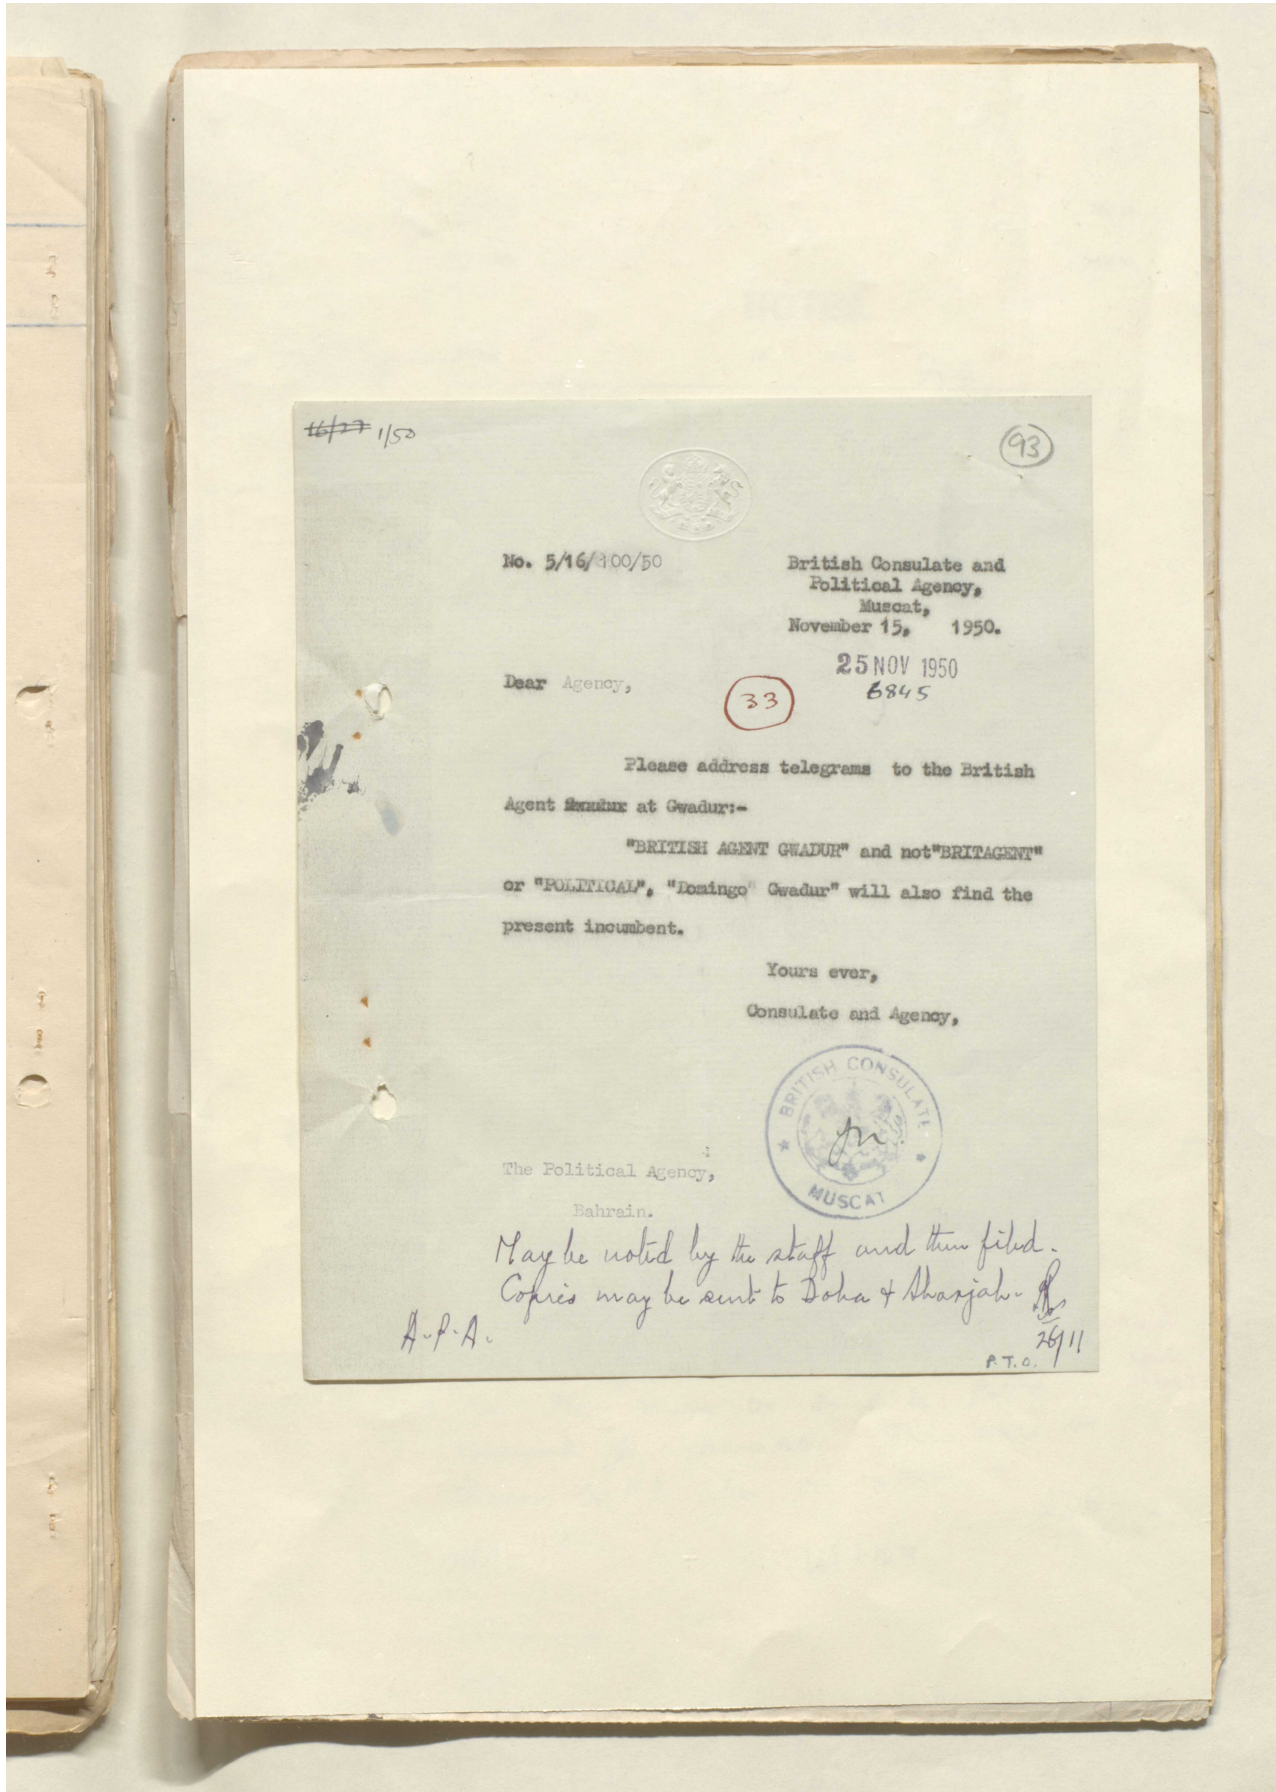 16/27 1/50
93
No. 5/16/100/50
British Consulate and
Political Agency,
Muscat,
November 15, 1950.
25 NOV 1950
6845
Dear Agency,
33
Please address telegrams to the British
Agent at Gwadur:-
"BRITISH AGENT GWADUR" and not "BRITAGENT"
or "POLITICAL", "Domingo" Gwadur" will also find the
present incumbent.
Yours ever,
Consulate and Agency,
BRITISH CONSULATE
MUSCAT
The Political Agency,
Bahrain.
May be noted by the staff and then filed.
Copies may be sent to Doha & Sharjah.
A.P.A.
26/11
P.T.O.